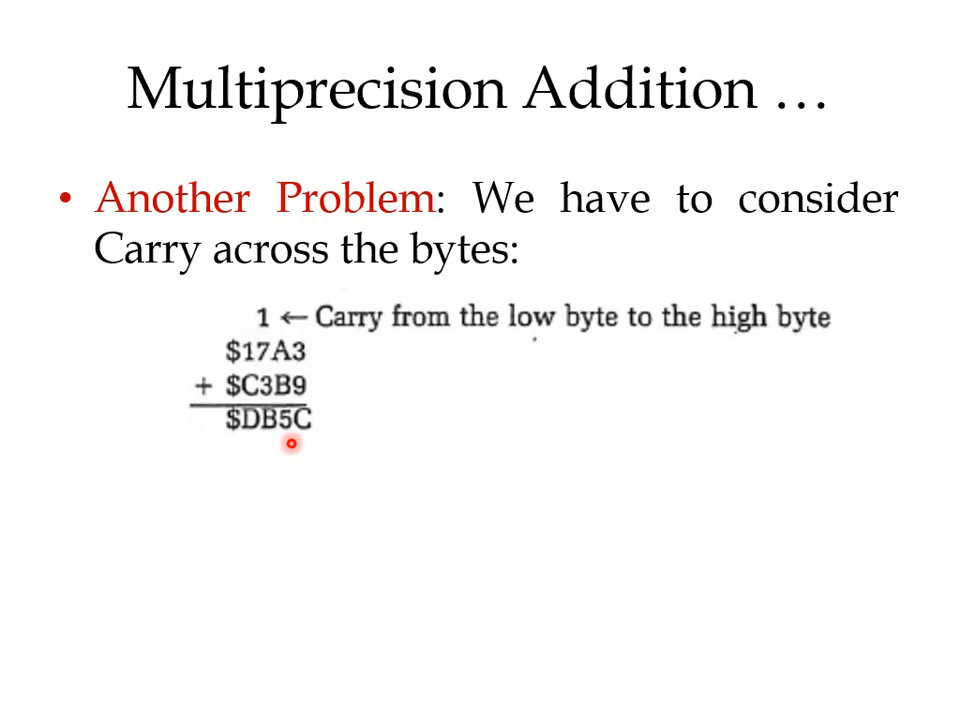 Multiprecision Addition …
• Another Problem: We have to consider
Carry across the bytes:
1 ← Carry from the low byte to the high byte
$17A3
+ $C3B9
$DB5C